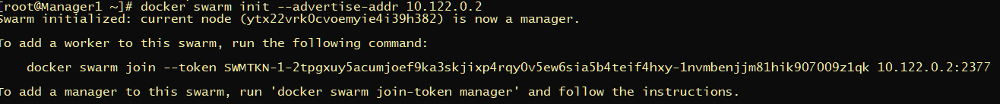 [root@Manager1 ~]# docker swarm init --advertise-addr 10.122.0.2
Swarm initialized: current node (ytx22vrk0cvoemyie4i39h382) is now a manager.
To add a worker to this swarm, run the following command:
docker swarm join --token SWMTKN-1-2tpgxuy5acumjoef9ka3skjixp4rqy0v5ew6sia5b4teif4hxy-1nvmbenjjm81hik907009z1qk 10.122.0.2:2377
To add a manager to this swarm, run 'docker swarm join-token manager' and follow the instructions.